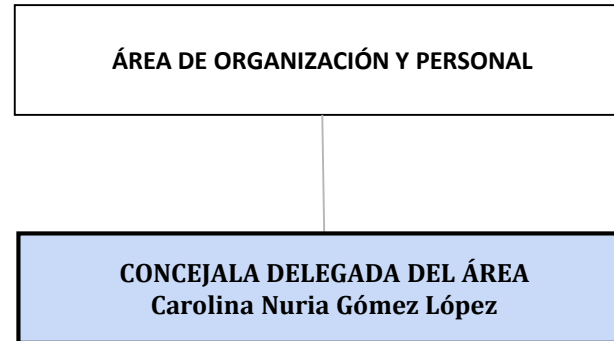 ÁREA DE ORGANIZACIÓN Y PERSONAL
CONCEJALA DELEGADA DEL ÁREA
Carolina Nuria Gómez López